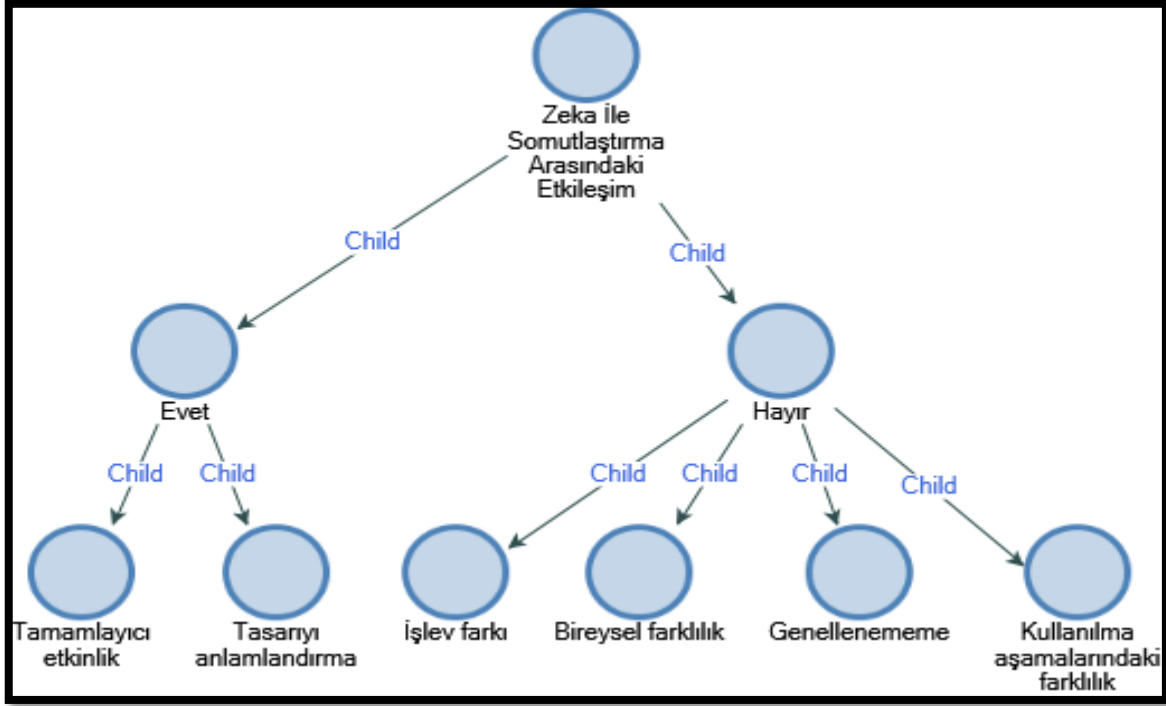 Zeka İle
Somutlaştırma
Arasındaki
Etkileşim
Child
Child
Evet
Hayır
Child
Child
Child
Child
Child
Child
Tamamlayıcı
etkinlik
Tasarıyı
anlamlandırma
İşlev farkı
Bireysel farklılık
Genellenememe
Kullanılma
aşamalarındaki
farklılık